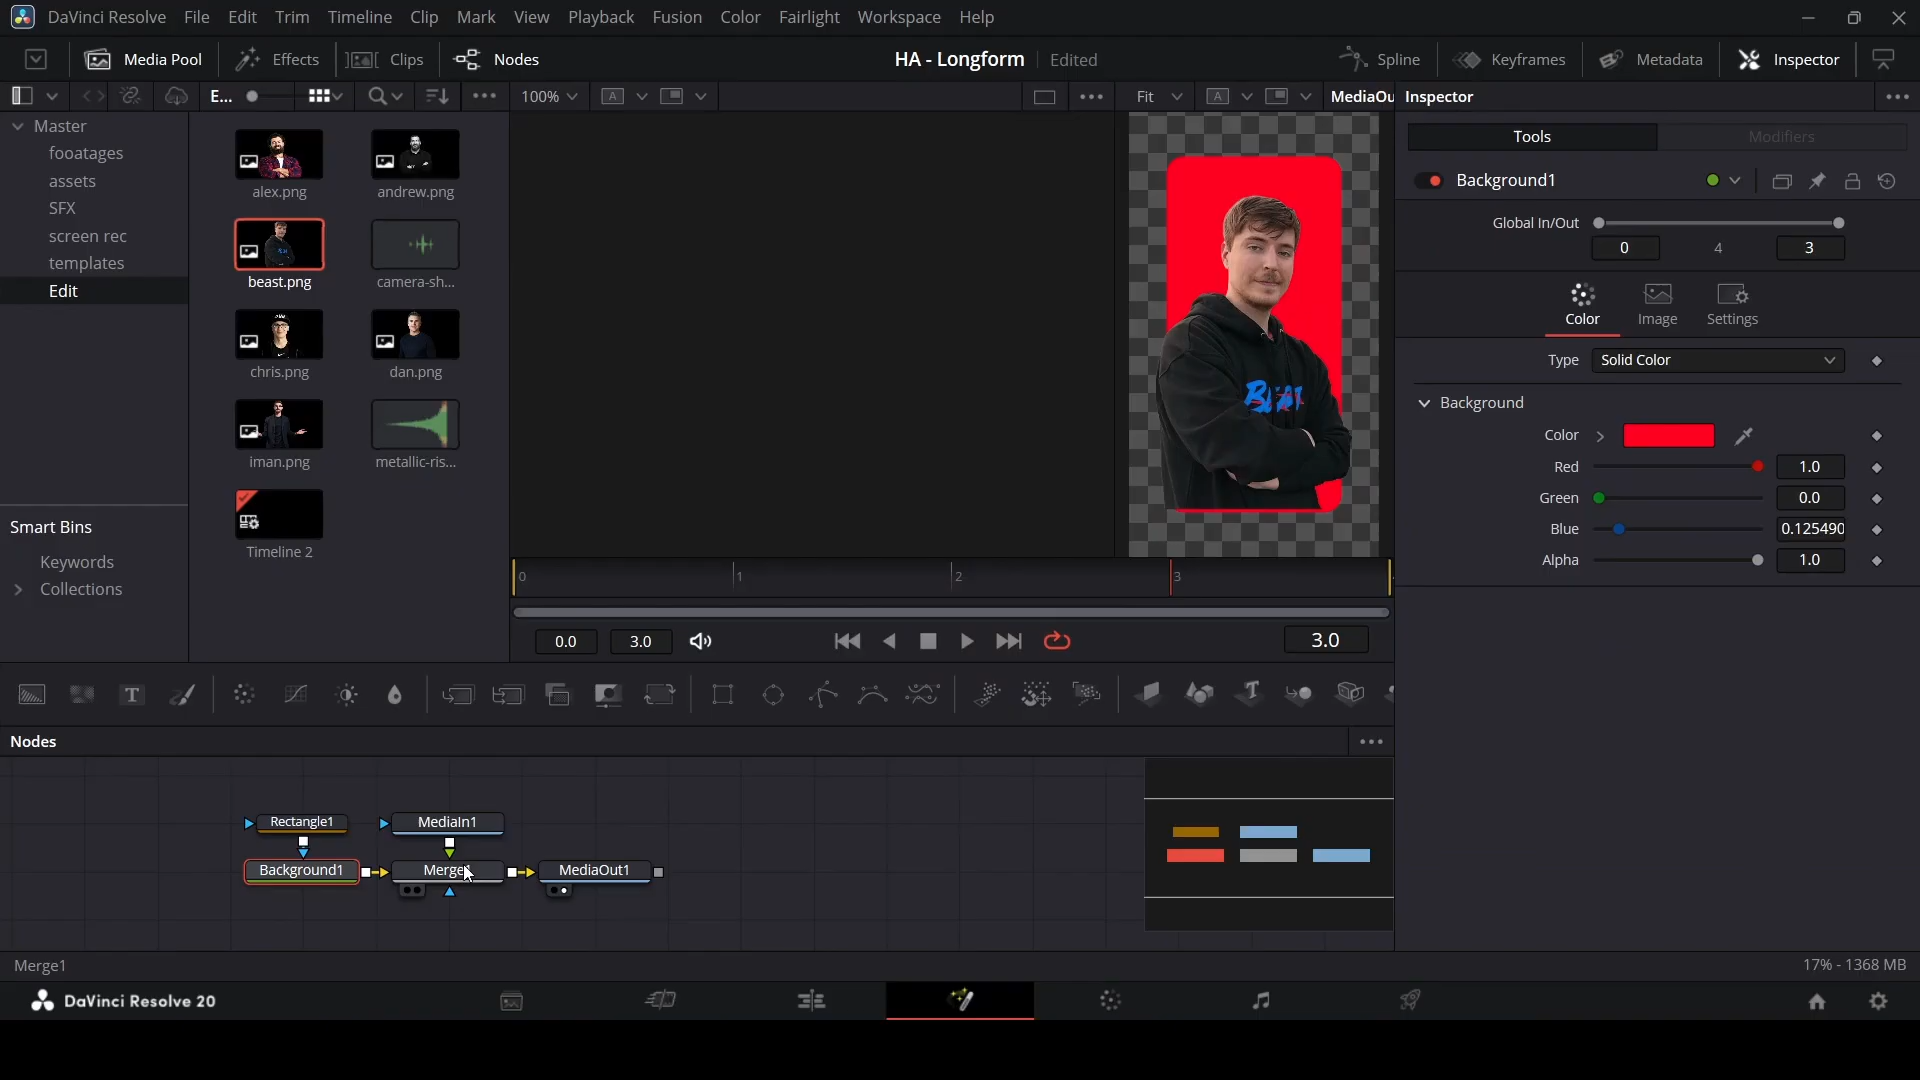 DaVinci Resolve File Edit Trim Timeline Clip Mark View Playback Fusion Color Fairlight Workspace Help
Media Pool Effects Clips Nodes HA - Longform Edited Spline Keyframes Metadata Inspector
E... 100% A Fit A MediaOu Inspector
Master
fooatages
assets
SFX
screen rec
templates
Edit
Smart Bins
Keywords
Collections
alex.png andrew.png
beast.png camera-sh...
chris.png dan.png
iman.png metallic-ris...
Timeline 2
0 1 2 3
0.0 3.0 3.0
Tools Modifiers
Background1
Global In/Out
0 4 3
Color Image Settings
Type Solid Color
Background
Color
Red 1.0
Green 0.0
Blue 0.125490
Alpha 1.0
T T
Nodes
Rectangle1 MediaIn1
Background1 Merge1 MediaOut1
Merge1 17% - 1368 MB
DaVinci Resolve 20